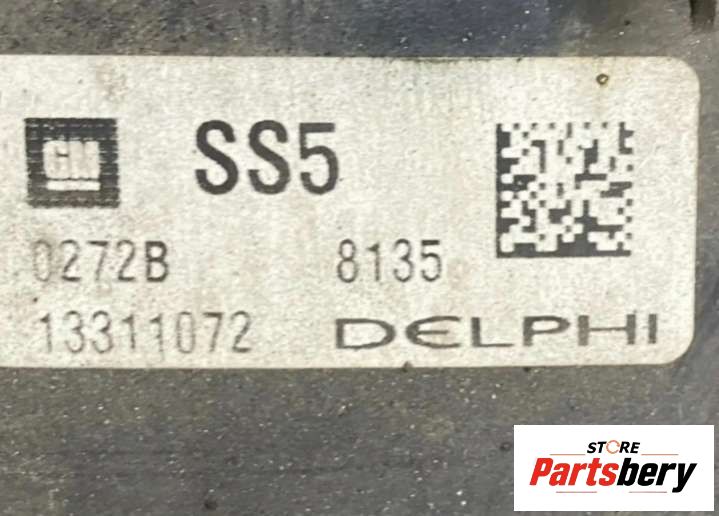 GM SS5
0272B 8135
13311072 DELPHI
STORE
Partsbery